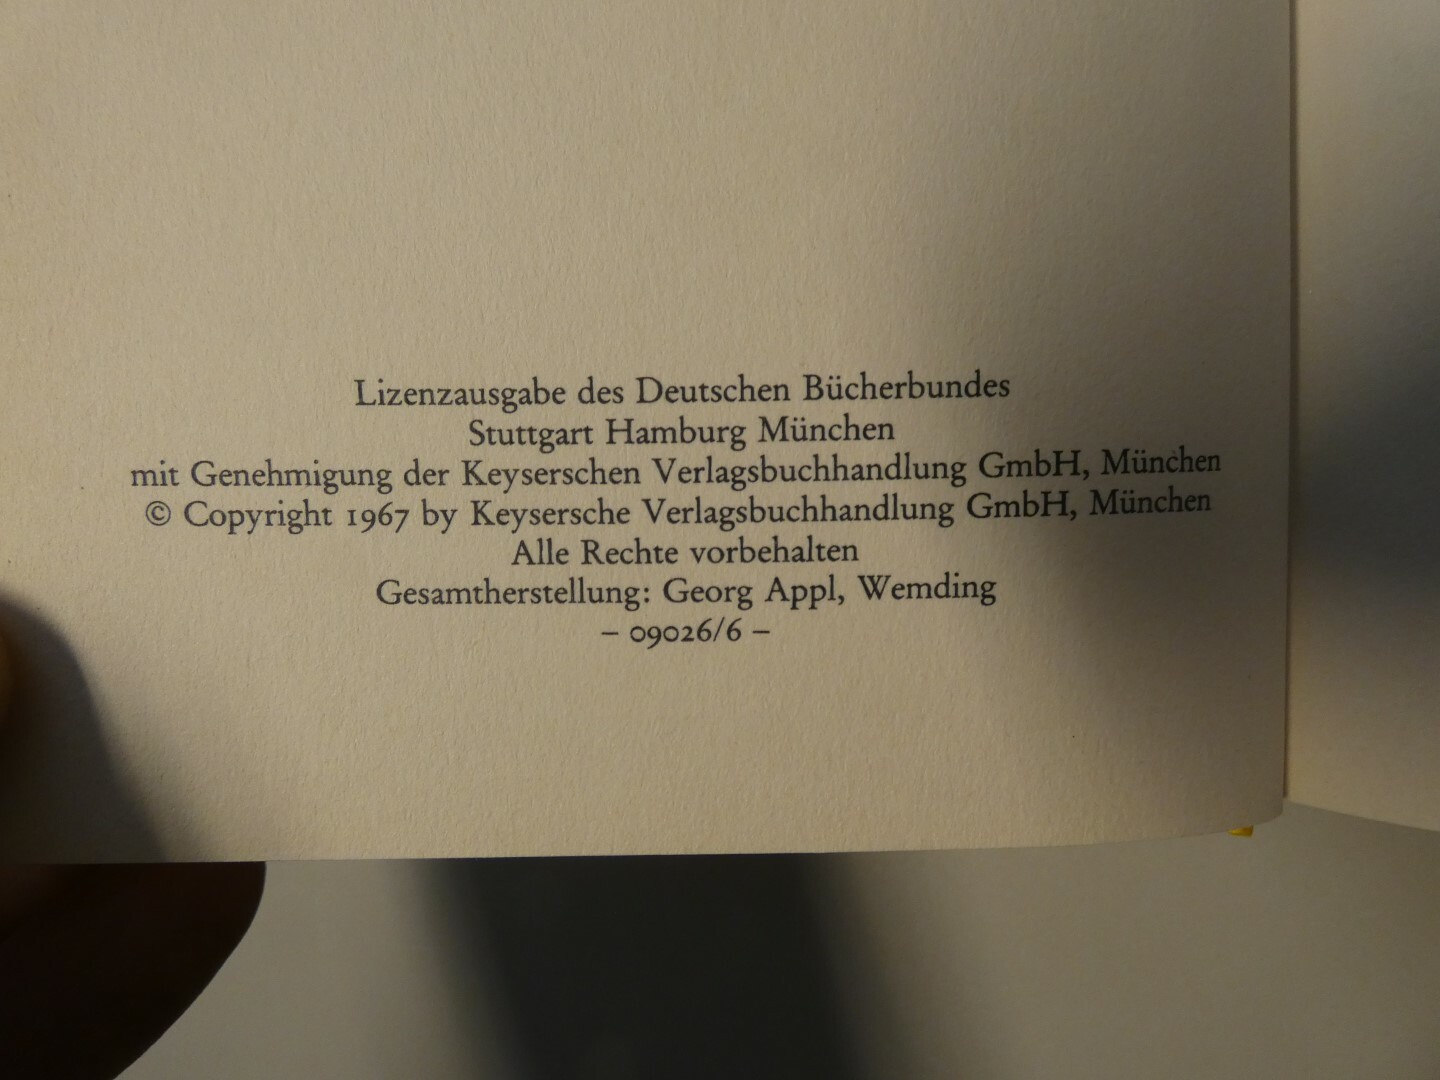 Lizenzausgabe des Deutschen Bücherbundes
Stuttgart Hamburg München
mit Genehmigung der Keyserschen Verlagsbuchhandlung GmbH, München
© Copyright 1967 by Keysersche Verlagsbuchhandlung GmbH, München
Alle Rechte vorbehalten
Gesamtherstellung: Georg Appl, Wemding
– 09026/6 –